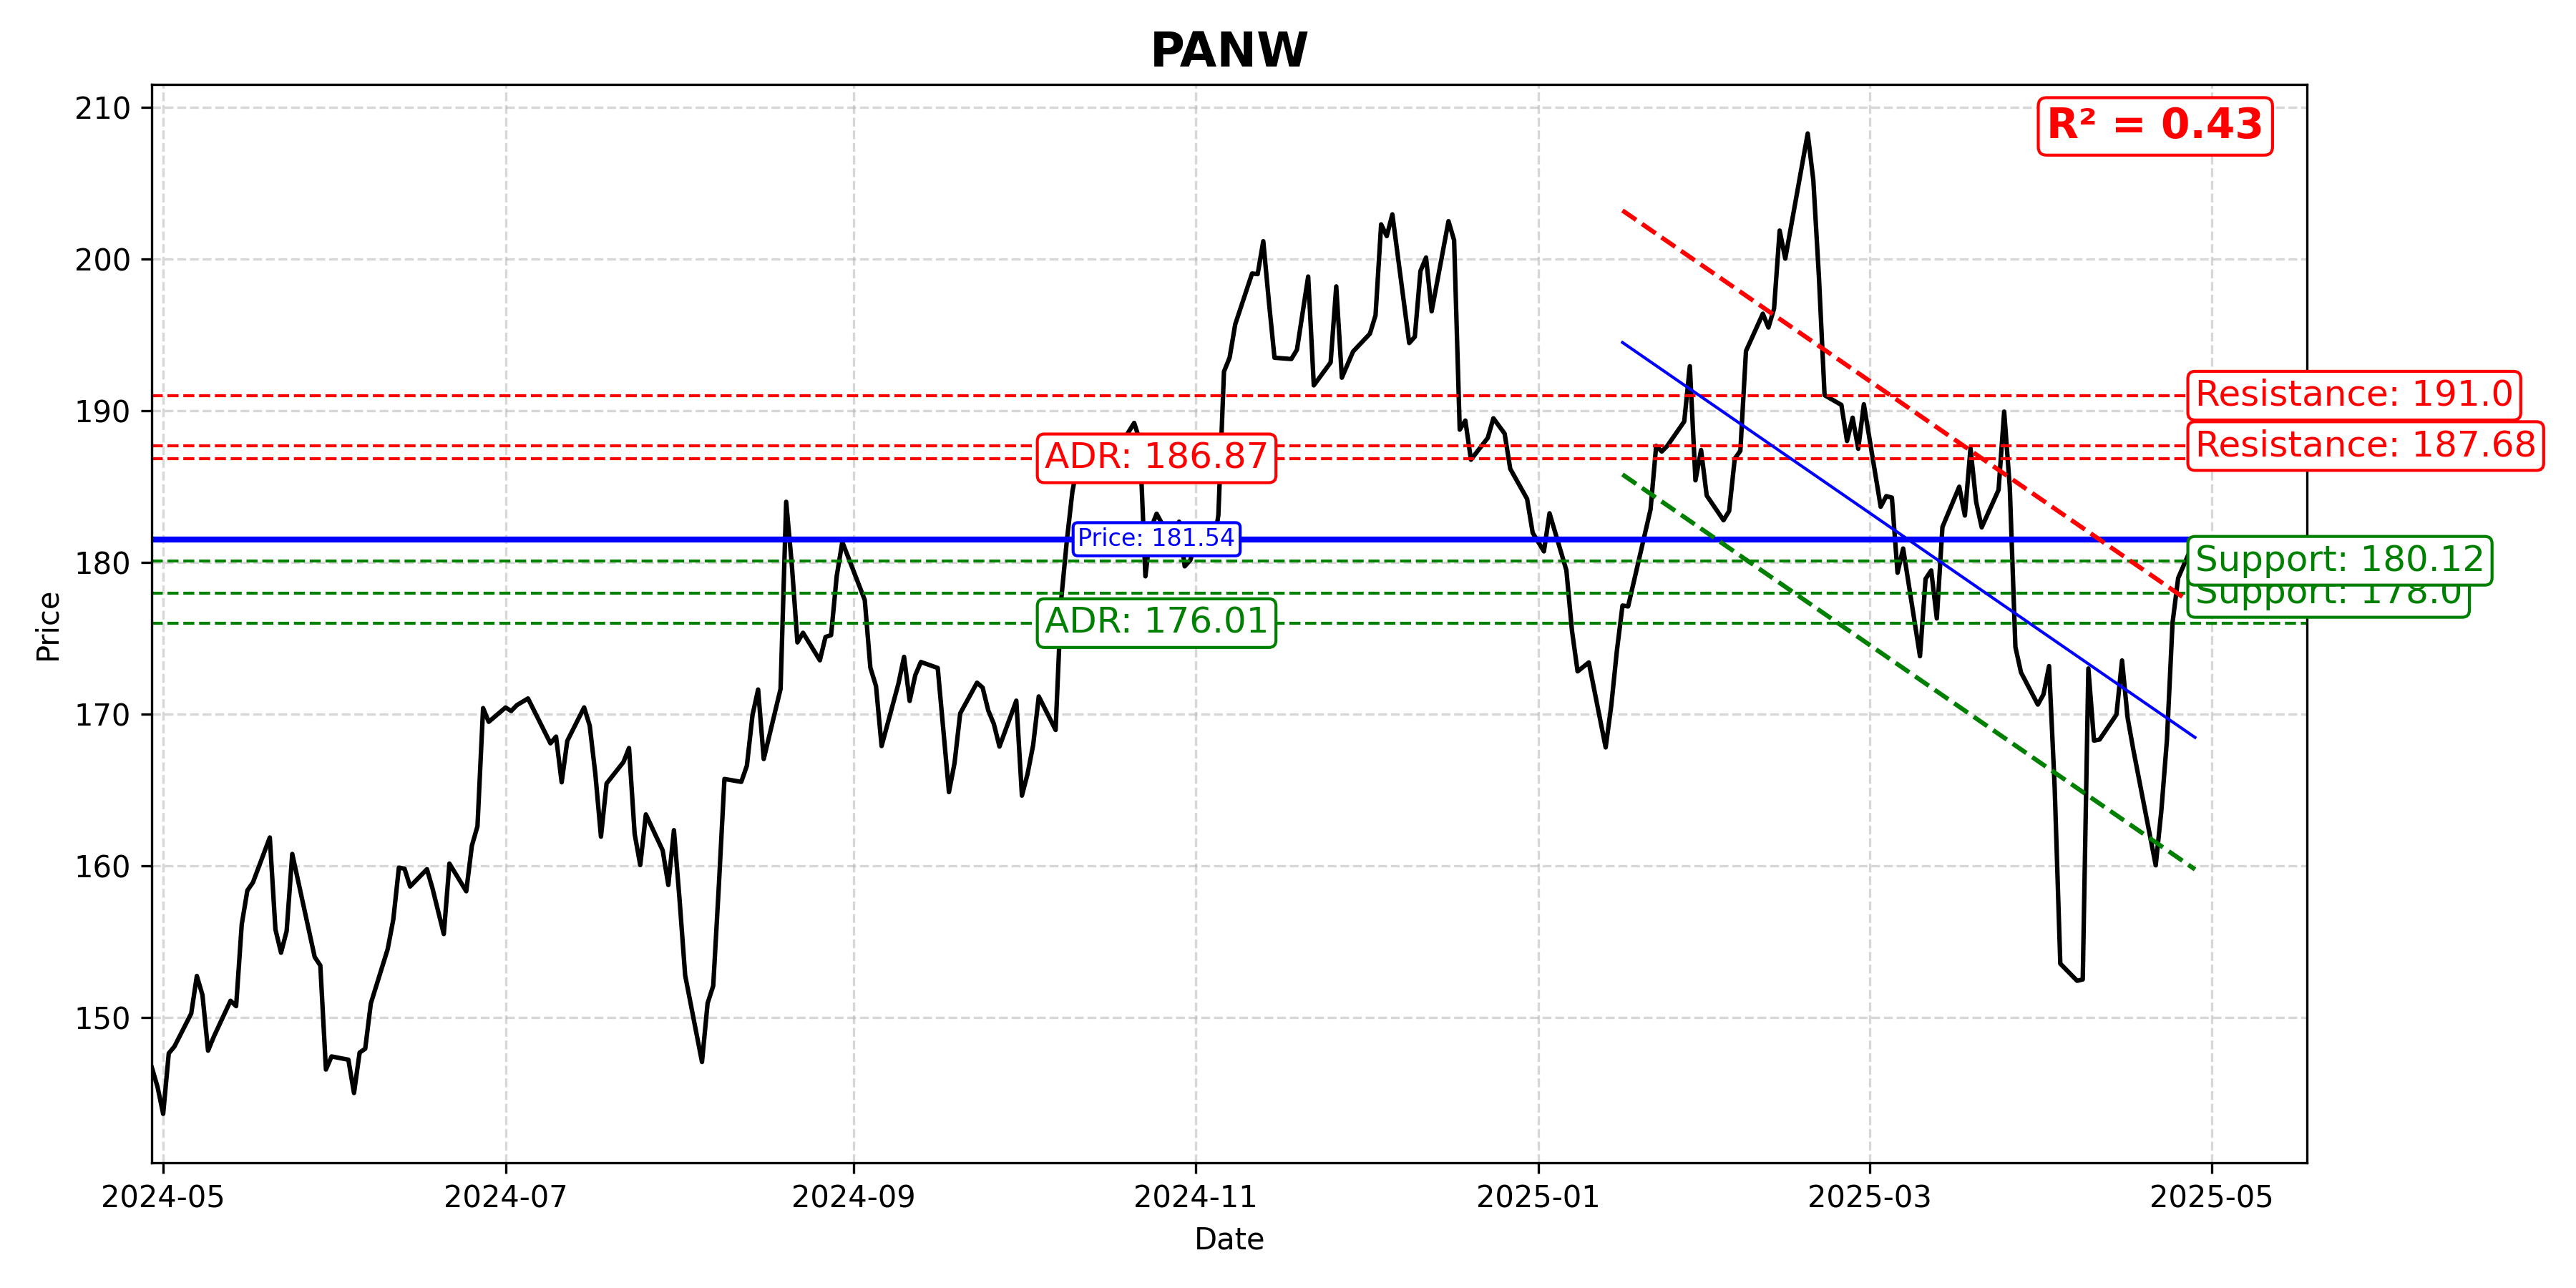 PANW
R² = 0.43
210
200
190
180
170
160
150
Price
Resistance: 191.0
Resistance: 187.68
ADR: 186.87
Price: 181.54
Support: 180.12
Support: 178.0
ADR: 176.01
2024-05
2024-07
2024-09
2024-11
2025-01
2025-03
2025-05
Date